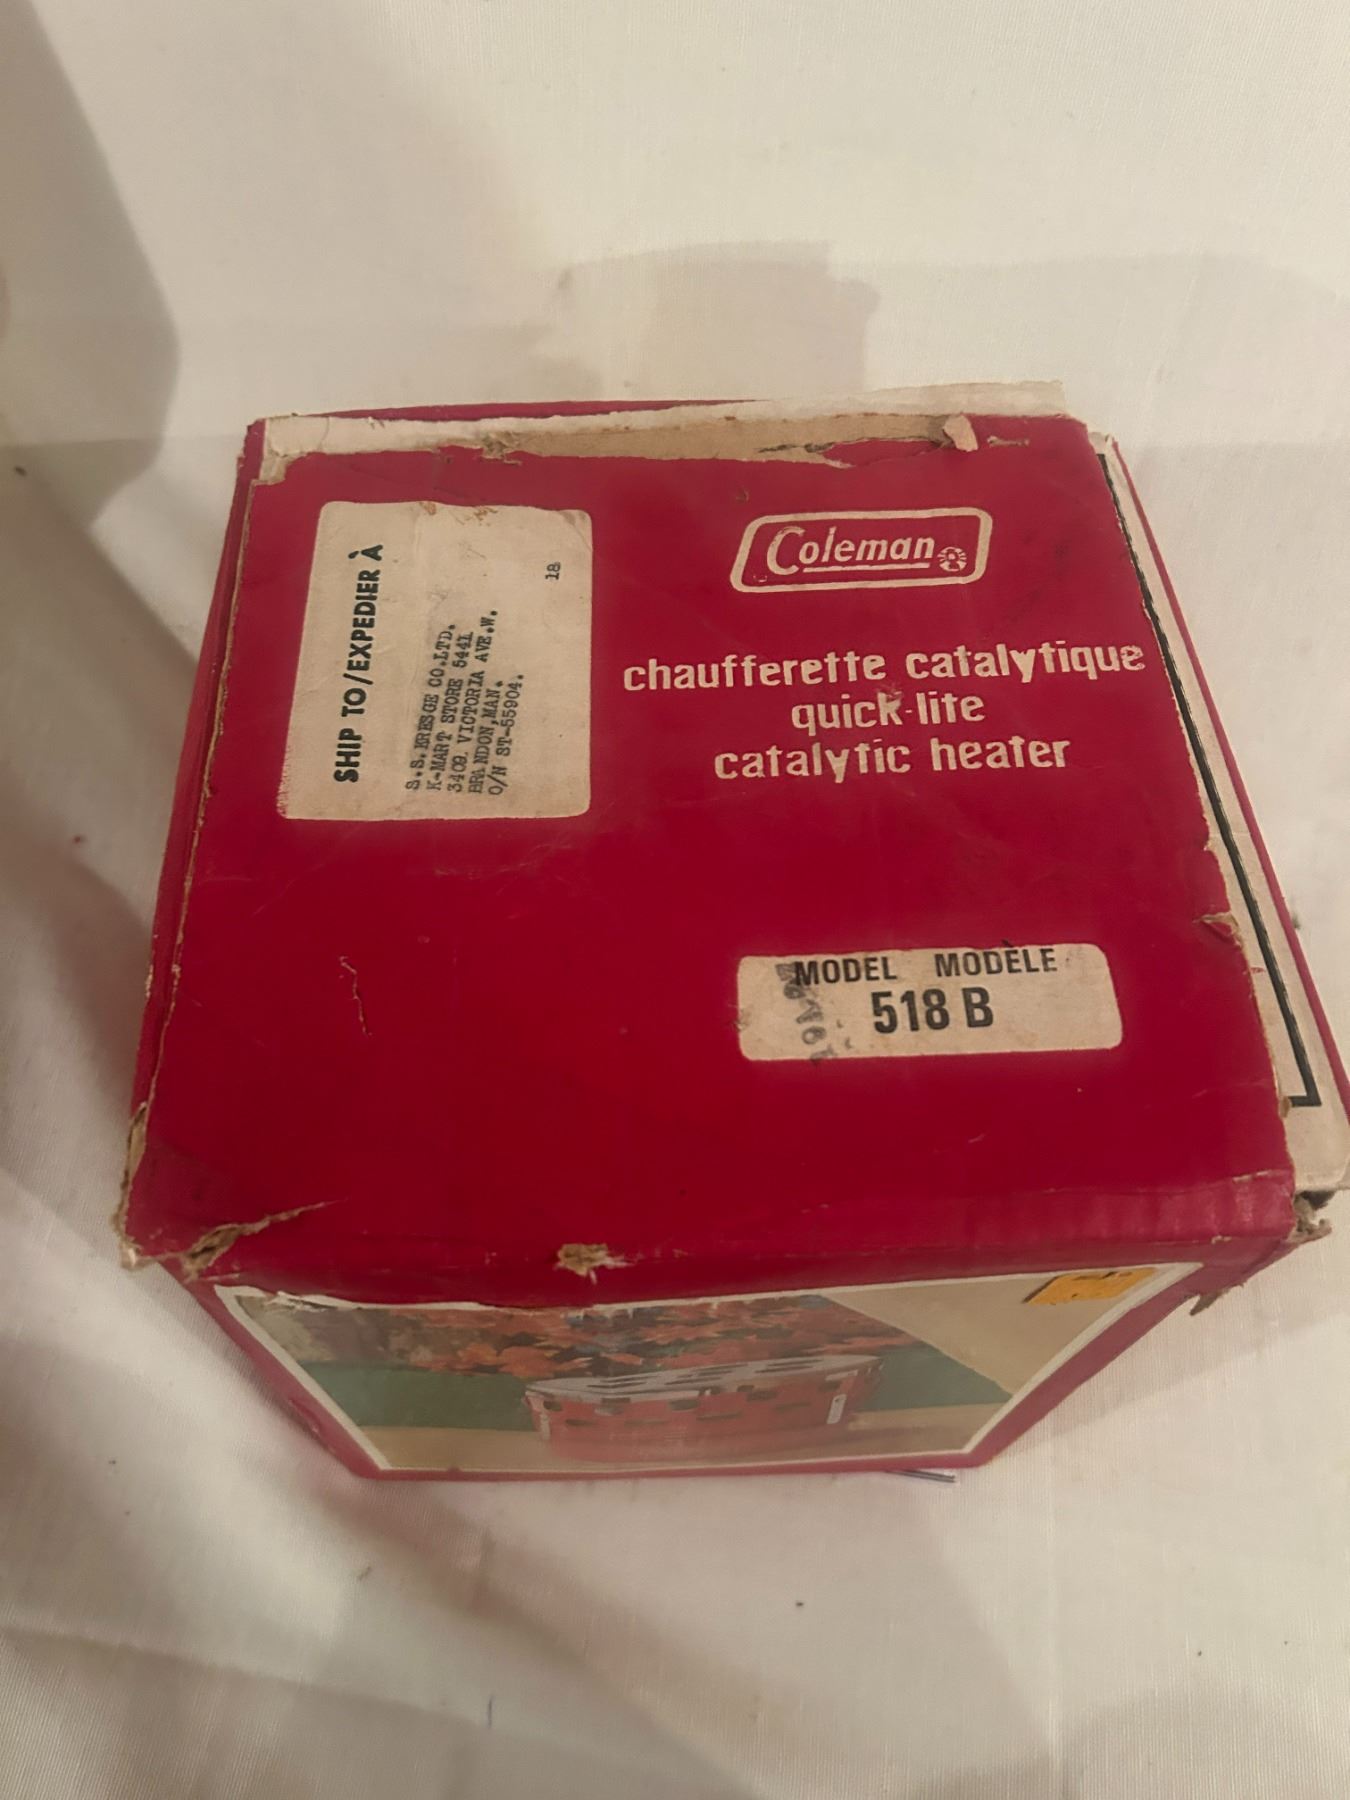 SHIP TO/EXPEDIER À
S.S. KRESGE CO.LTD.
K-MART STORE 5441
3409 VICTORIA AVE.W.
BRANDON,MAN.
O/N ST-55904.
18
Coleman
chaufferette catalytique
quick-lite
catalytic heater
MODEL MODÈLE
518 B